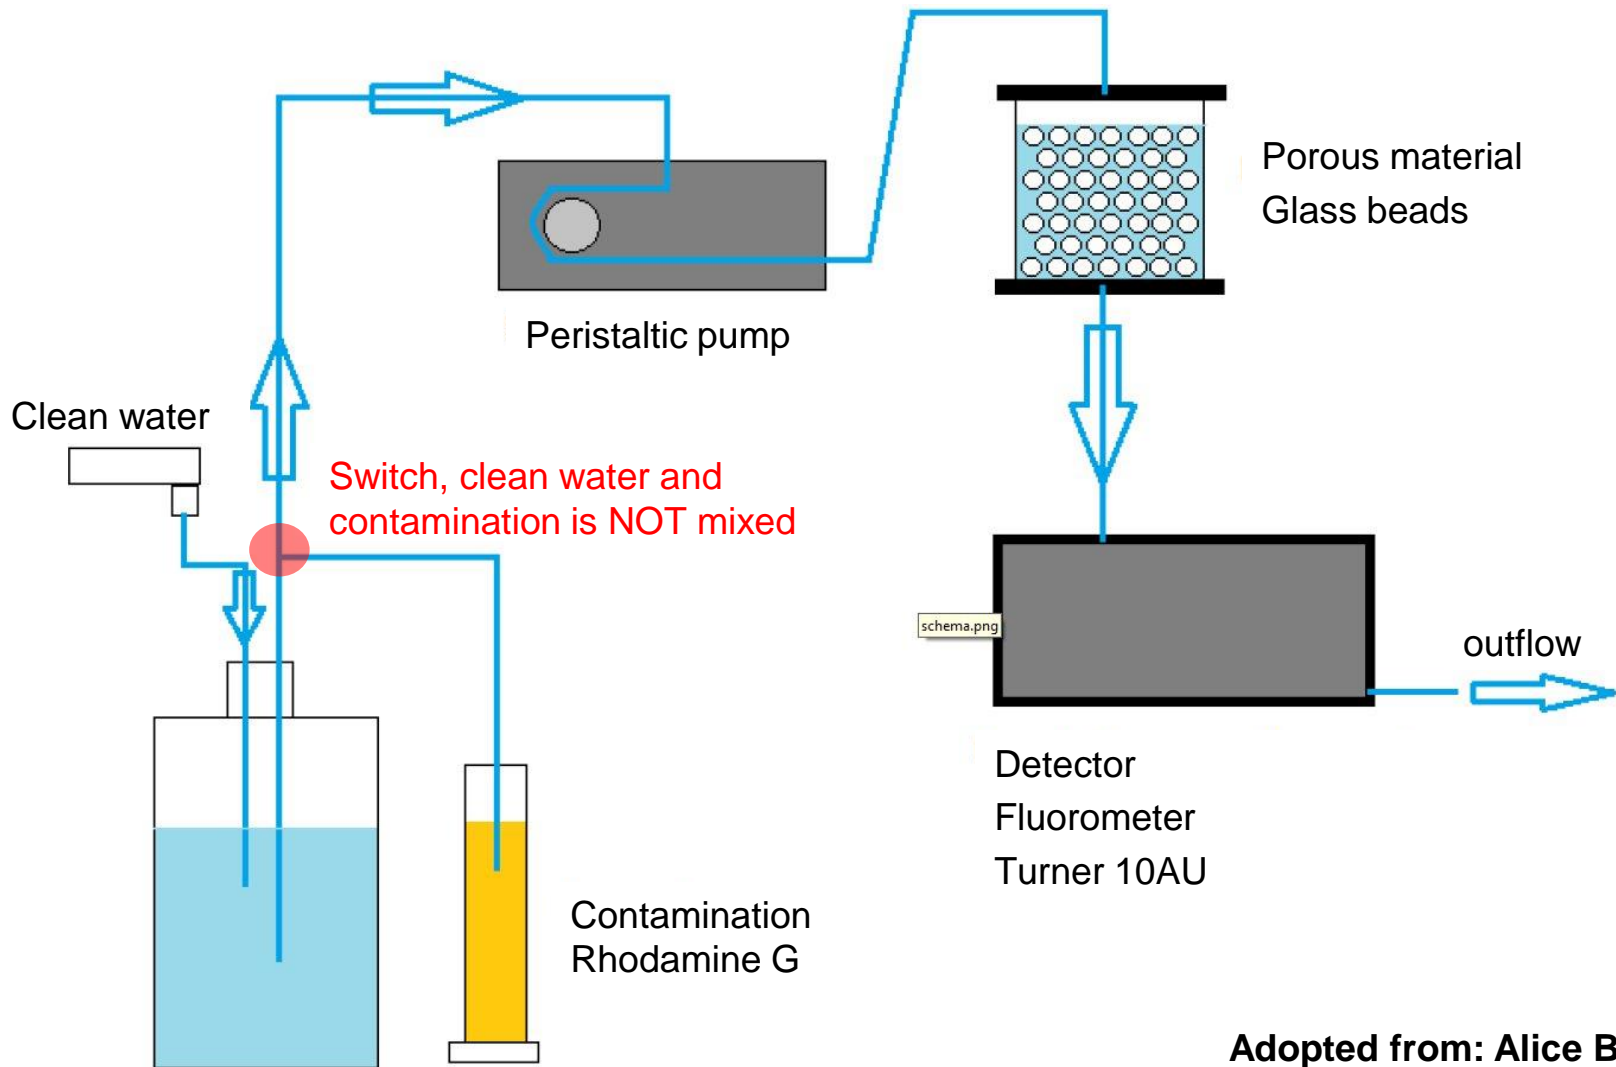 Porous material
Glass beads
Peristaltic pump
Clean water
Switch, clean water and
contamination is NOT mixed
schema.png
outflow
Detector
Fluorometer
Turner 10AU
Contamination
Rhodamine G
Adopted from: Alice B